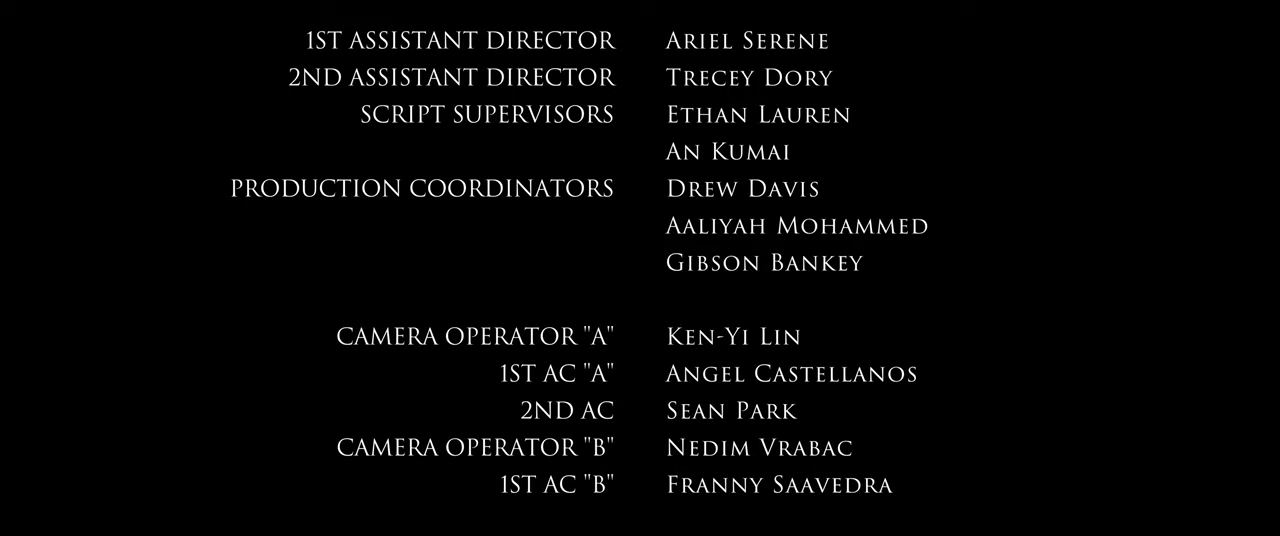 1ST ASSISTANT DIRECTOR Ariel Serene
2ND ASSISTANT DIRECTOR Trecey Dory
SCRIPT SUPERVISORS Ethan Lauren
An Kumai
PRODUCTION COORDINATORS Drew Davis
Aaliyah Mohammed
Gibson Bankey
CAMERA OPERATOR "A" Ken-Yi Lin
1ST AC "A" Angel Castellanos
2ND AC Sean Park
CAMERA OPERATOR "B" Nedim Vrabac
1ST AC "B" Franny Saavedra